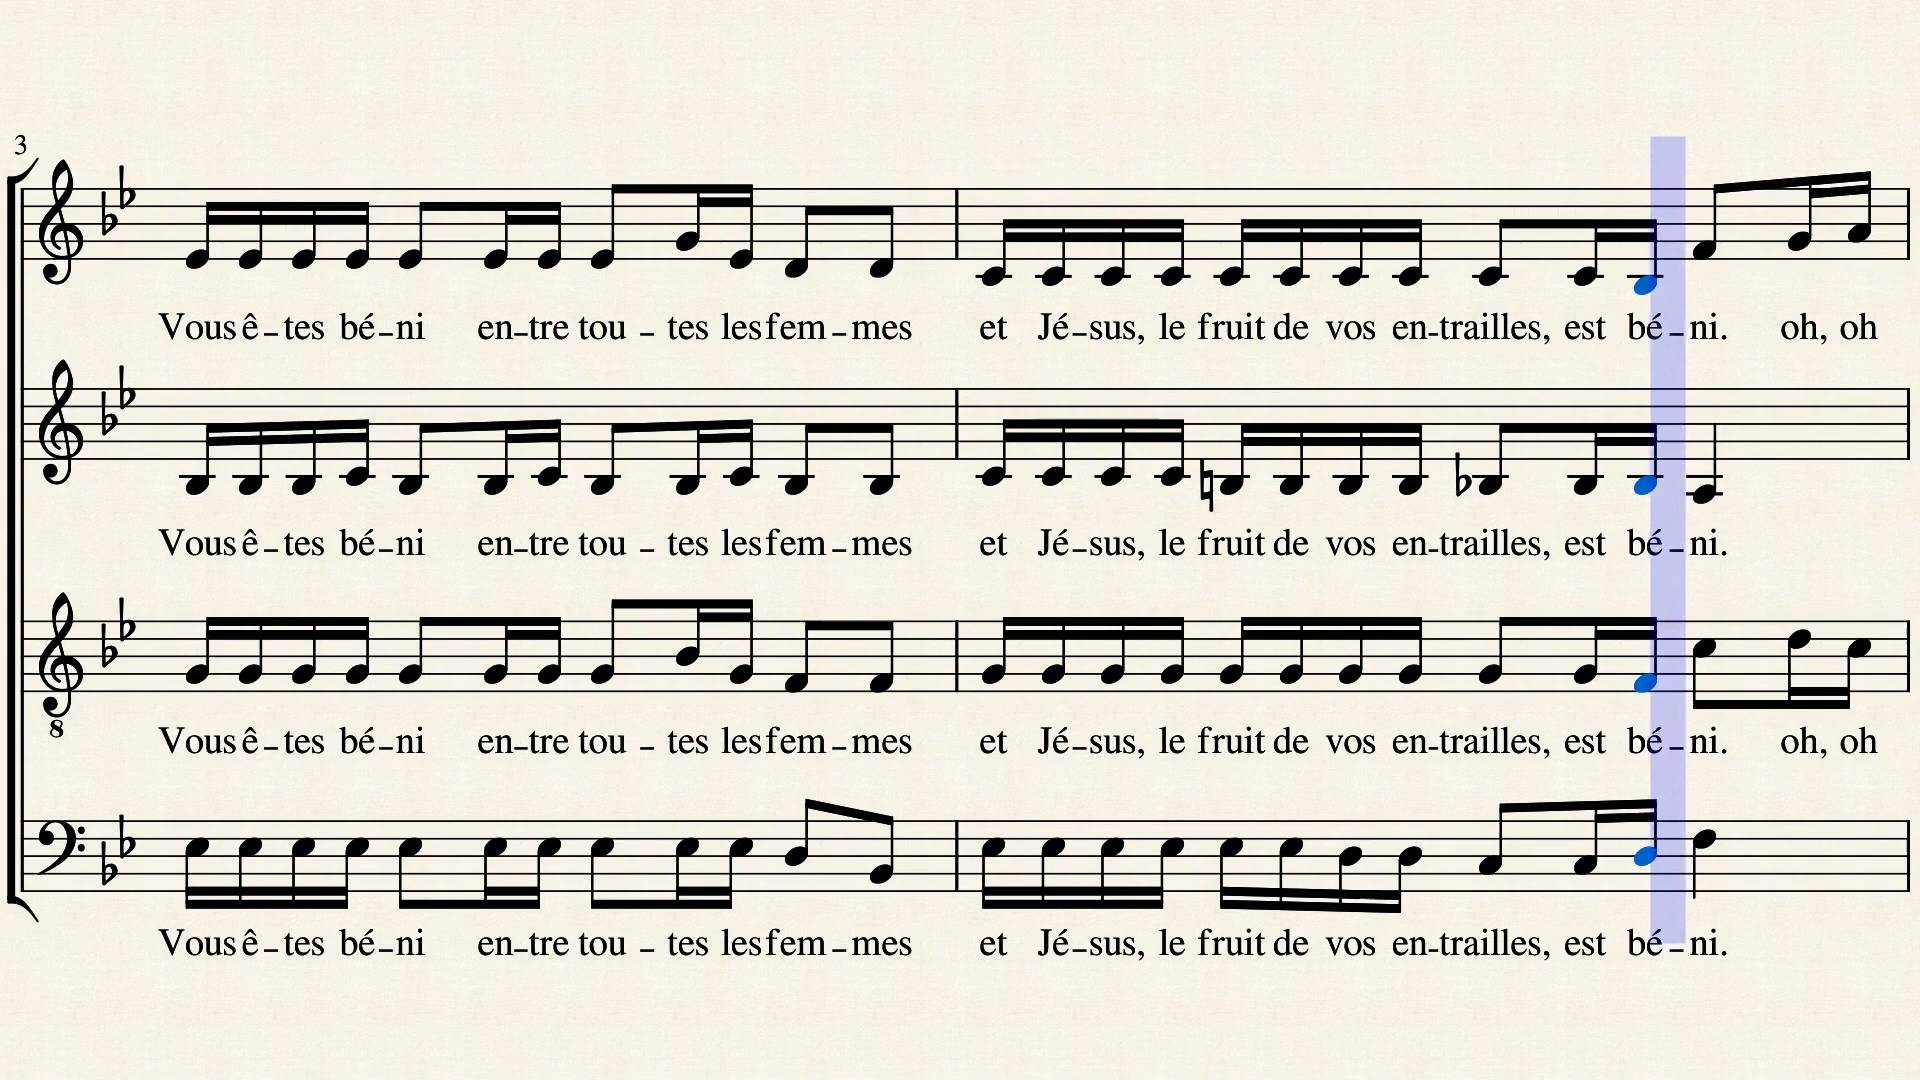 3
Vous ê-tes bé-ni en-tre tou-tes les fem-mes et Jé-sus, le fruit de vos en-trailles, est bé-ni. oh, oh
Vous ê-tes bé-ni en-tre tou-tes les fem-mes et Jé-sus, le fruit de vos en-trailles, est bé-ni.
8
Vous ê-tes bé-ni en-tre tou-tes les fem-mes et Jé-sus, le fruit de vos en-trailles, est bé-ni. oh, oh
Vous ê-tes bé-ni en-tre tou-tes les fem-mes et Jé-sus, le fruit de vos en-trailles, est bé-ni.